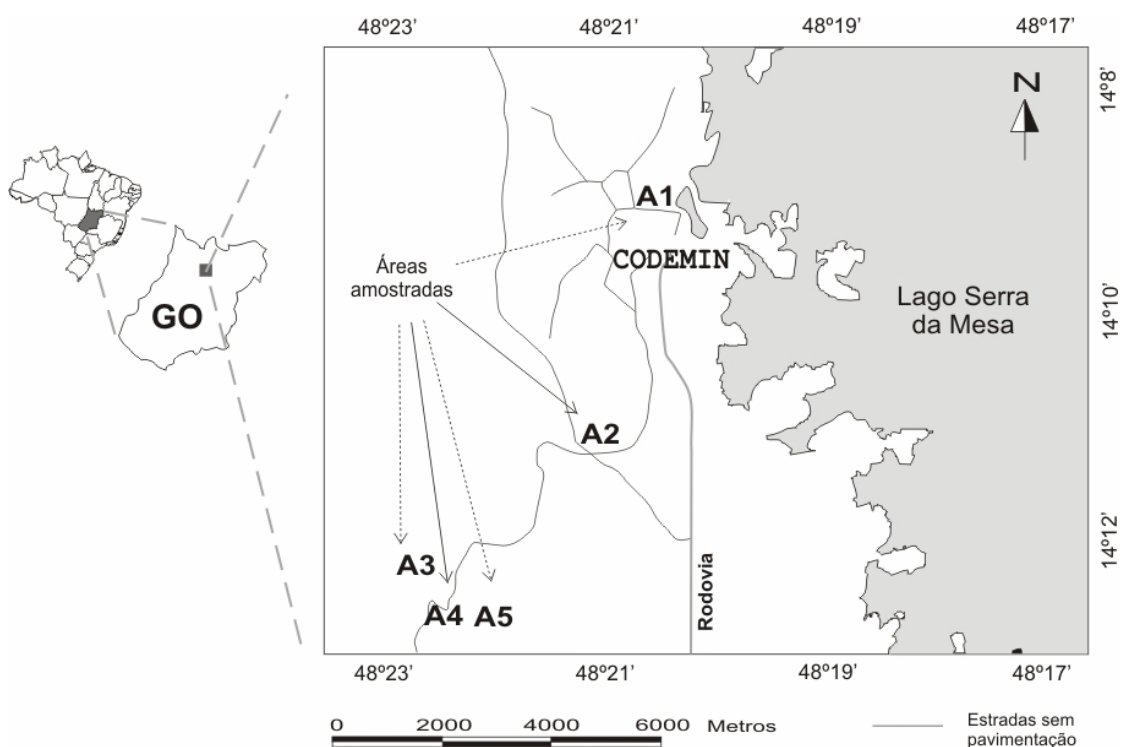 48º23’ 48º21’ 48º19’ 48º17’
14º8’
N
A1
CODEMIN
Áreas
amostradas
14º10’
Lago Serra
da Mesa
GO
A2
14º12’
A3
Rodovia
A4 A5
48º23’ 48º21’ 48º19’ 48º17’
0 2000 4000 6000 Metros
Estradas sem
pavimentação